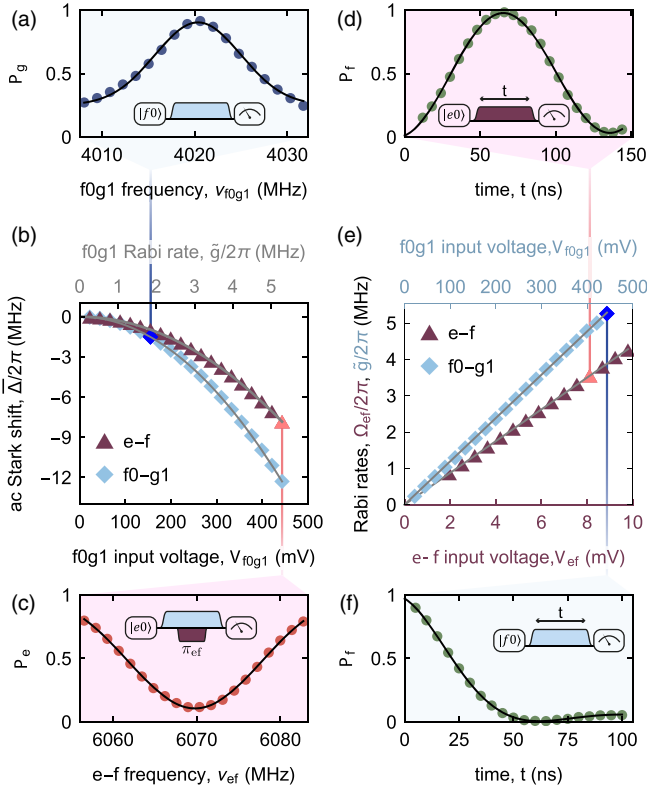 (a)
P_g
1
0.5
0
|f0⟩
4010
4020
4030
f0g1 frequency, ν_f0g1 (MHz)
(d)
P_f
1
0.5
0
t
|e0⟩
0
50
100
150
time, t (ns)
(b)
f0g1 Rabi rate, g̃/2π (MHz)
0
1
2
3
4
5
ac Stark shift, Δ̅/2π (MHz)
0
−3
−6
−9
−12
e−f
f0−g1
0
100
200
300
400
500
f0g1 input voltage, V_f0g1 (mV)
(e)
f0g1 input voltage,V_f0g1 (mV)
0
100
200
300
400
500
Rabi rates, Ω_ef/2π, g̃/2π (MHz)
5
4
3
2
1
0
e−f
f0−g1
0
2
4
6
8
10
e-f input voltage,V_ef (mV)
(c)
P_e
1
0.5
0
|e0⟩
π_ef
6060
6070
6080
e−f frequency, ν_ef (MHz)
(f)
P_f
1
0.5
0
t
|f0⟩
0
25
50
75
100
time, t (ns)